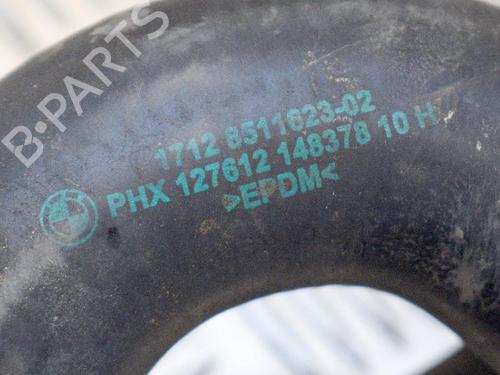 B-PARTS
1712 8511623-02
PHX 127612 148378 10 H
>EPDM<